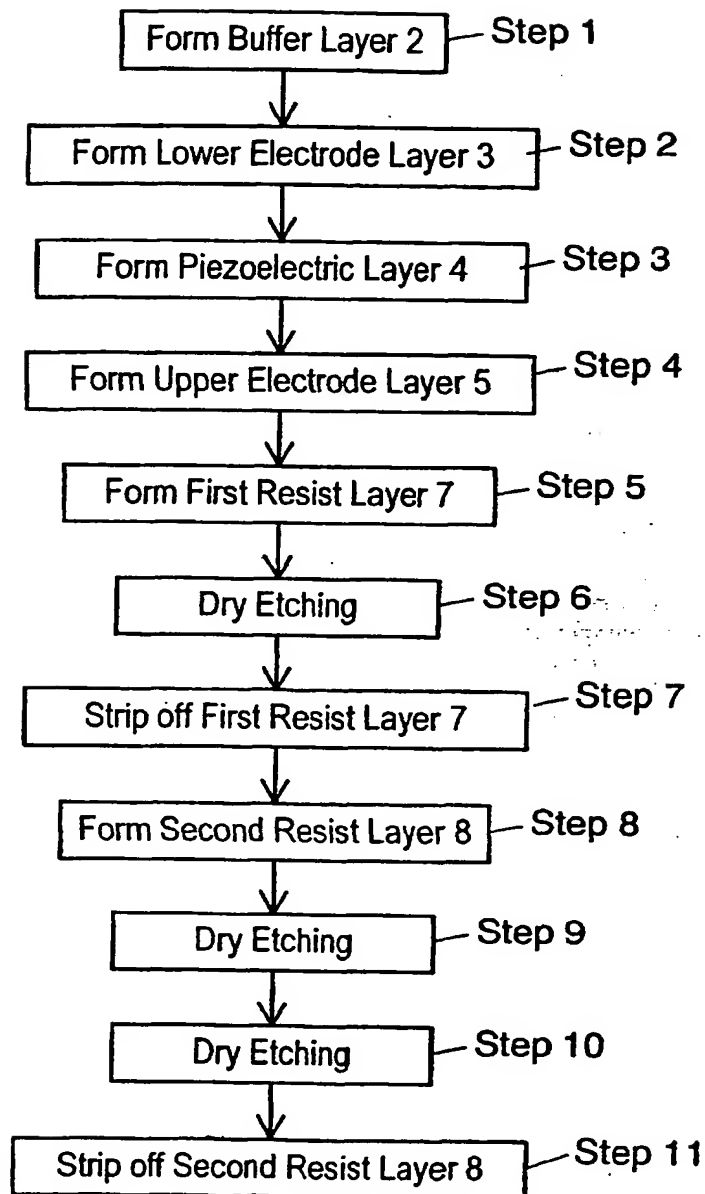 Form Buffer Layer 2 Step 1
Form Lower Electrode Layer 3 Step 2
Form Piezoelectric Layer 4 Step 3
Form Upper Electrode Layer 5 Step 4
Form First Resist Layer 7 Step 5
Dry Etching Step 6
Strip off First Resist Layer 7 Step 7
Form Second Resist Layer 8 Step 8
Dry Etching Step 9
Dry Etching Step 10
Strip off Second Resist Layer 8 Step 11